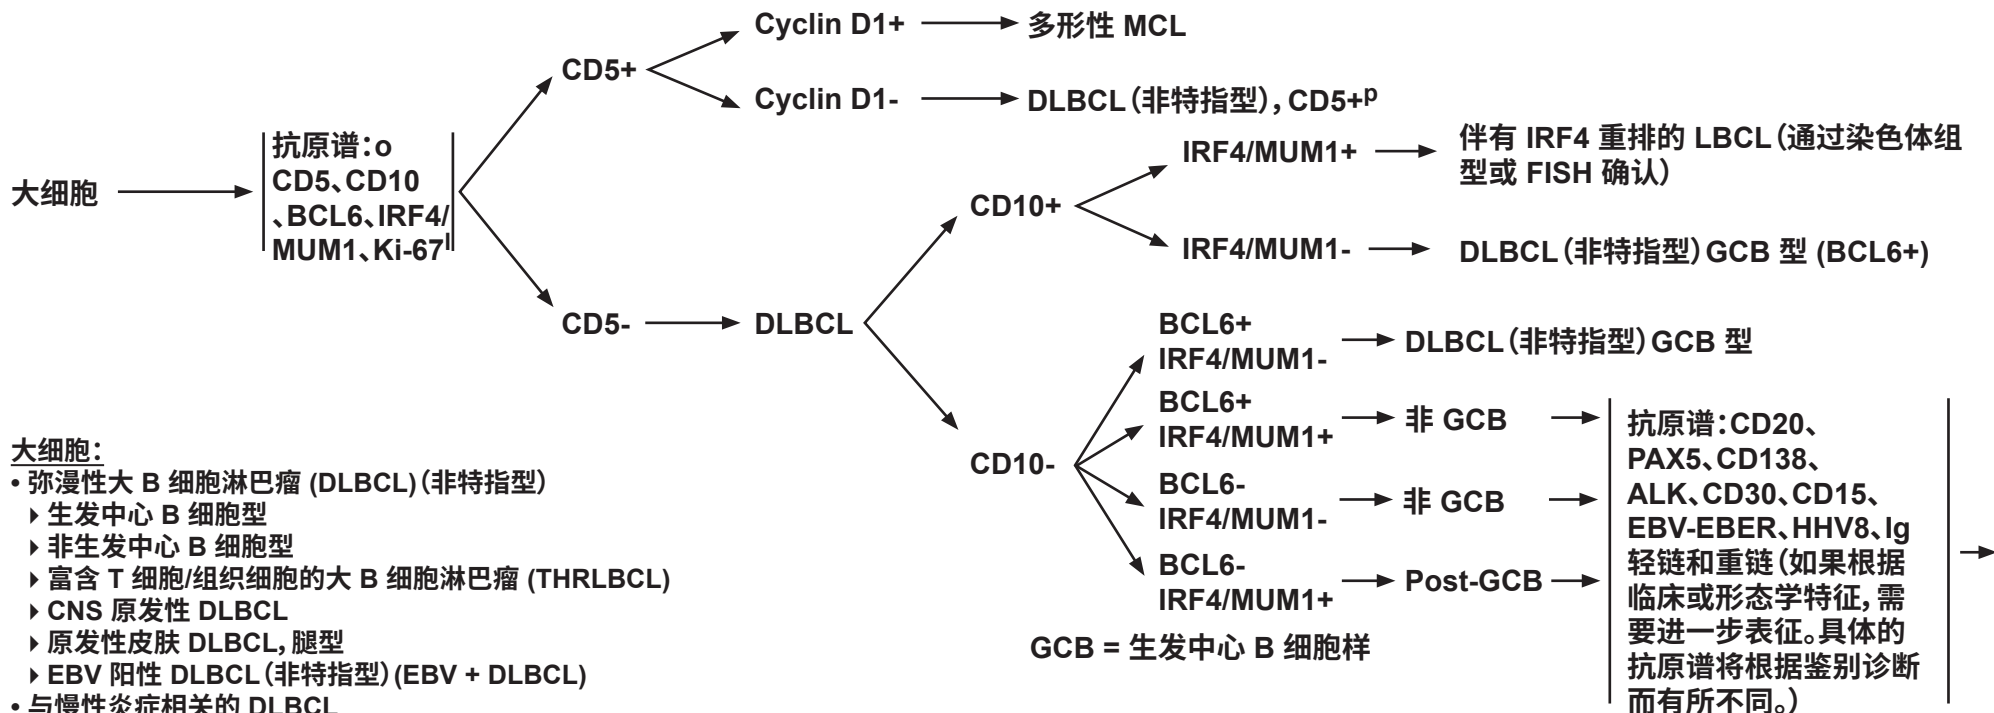 Cyclin D1+
多形性 MCL
CD5+
Cyclin D1-
DLBCL（非特指型），CD5+p
大细胞
抗原谱：o
CD5、CD10
、BCL6、IRF4/
MUM1、Ki-67l
IRF4/MUM1+
伴有 IRF4 重排的 LBCL（通过染色体组
型或 FISH 确认）
CD10+
IRF4/MUM1-
DLBCL（非特指型）GCB 型 (BCL6+)
CD5-
DLBCL
BCL6+
IRF4/MUM1-
DLBCL（非特指型）GCB 型
BCL6+
IRF4/MUM1+
非 GCB
CD10-
BCL6-
IRF4/MUM1-
非 GCB
BCL6-
IRF4/MUM1+
Post-GCB
抗原谱：CD20、
PAX5、CD138、
ALK、CD30、CD15、
EBV-EBER、HHV8、Ig
轻链和重链（如果根据
临床或形态学特征，需
要进一步表征。具体的
抗原谱将根据鉴别诊断
而有所不同。）
GCB = 生发中心 B 细胞样
大细胞：
• 弥漫性大 B 细胞淋巴瘤 (DLBCL)（非特指型）
▸ 生发中心 B 细胞型
▸ 非生发中心 B 细胞型
▸ 富含 T 细胞/组织细胞的大 B 细胞淋巴瘤 (THRLBCL)
▸ CNS 原发性 DLBCL
▸ 原发性皮肤 DLBCL，腿型
▸ EBV 阳性 DLBCL（非特指型）(EBV + DLBCL)
• 与慢性炎症相关的 DLBCL